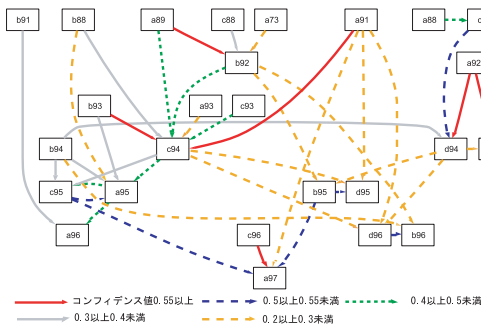 b91 b88 a89 c88 a73 a91 a88 c
b92 a92
b93 a93 c93
b94 c94 d94
c95 a95 b95 d95
a96 c96 d96 b96
a97
コンフィデンス値0.55以上 0.5以上0.55未満 0.4以上0.5未満
0.3以上0.4未満 0.2以上0.3未満